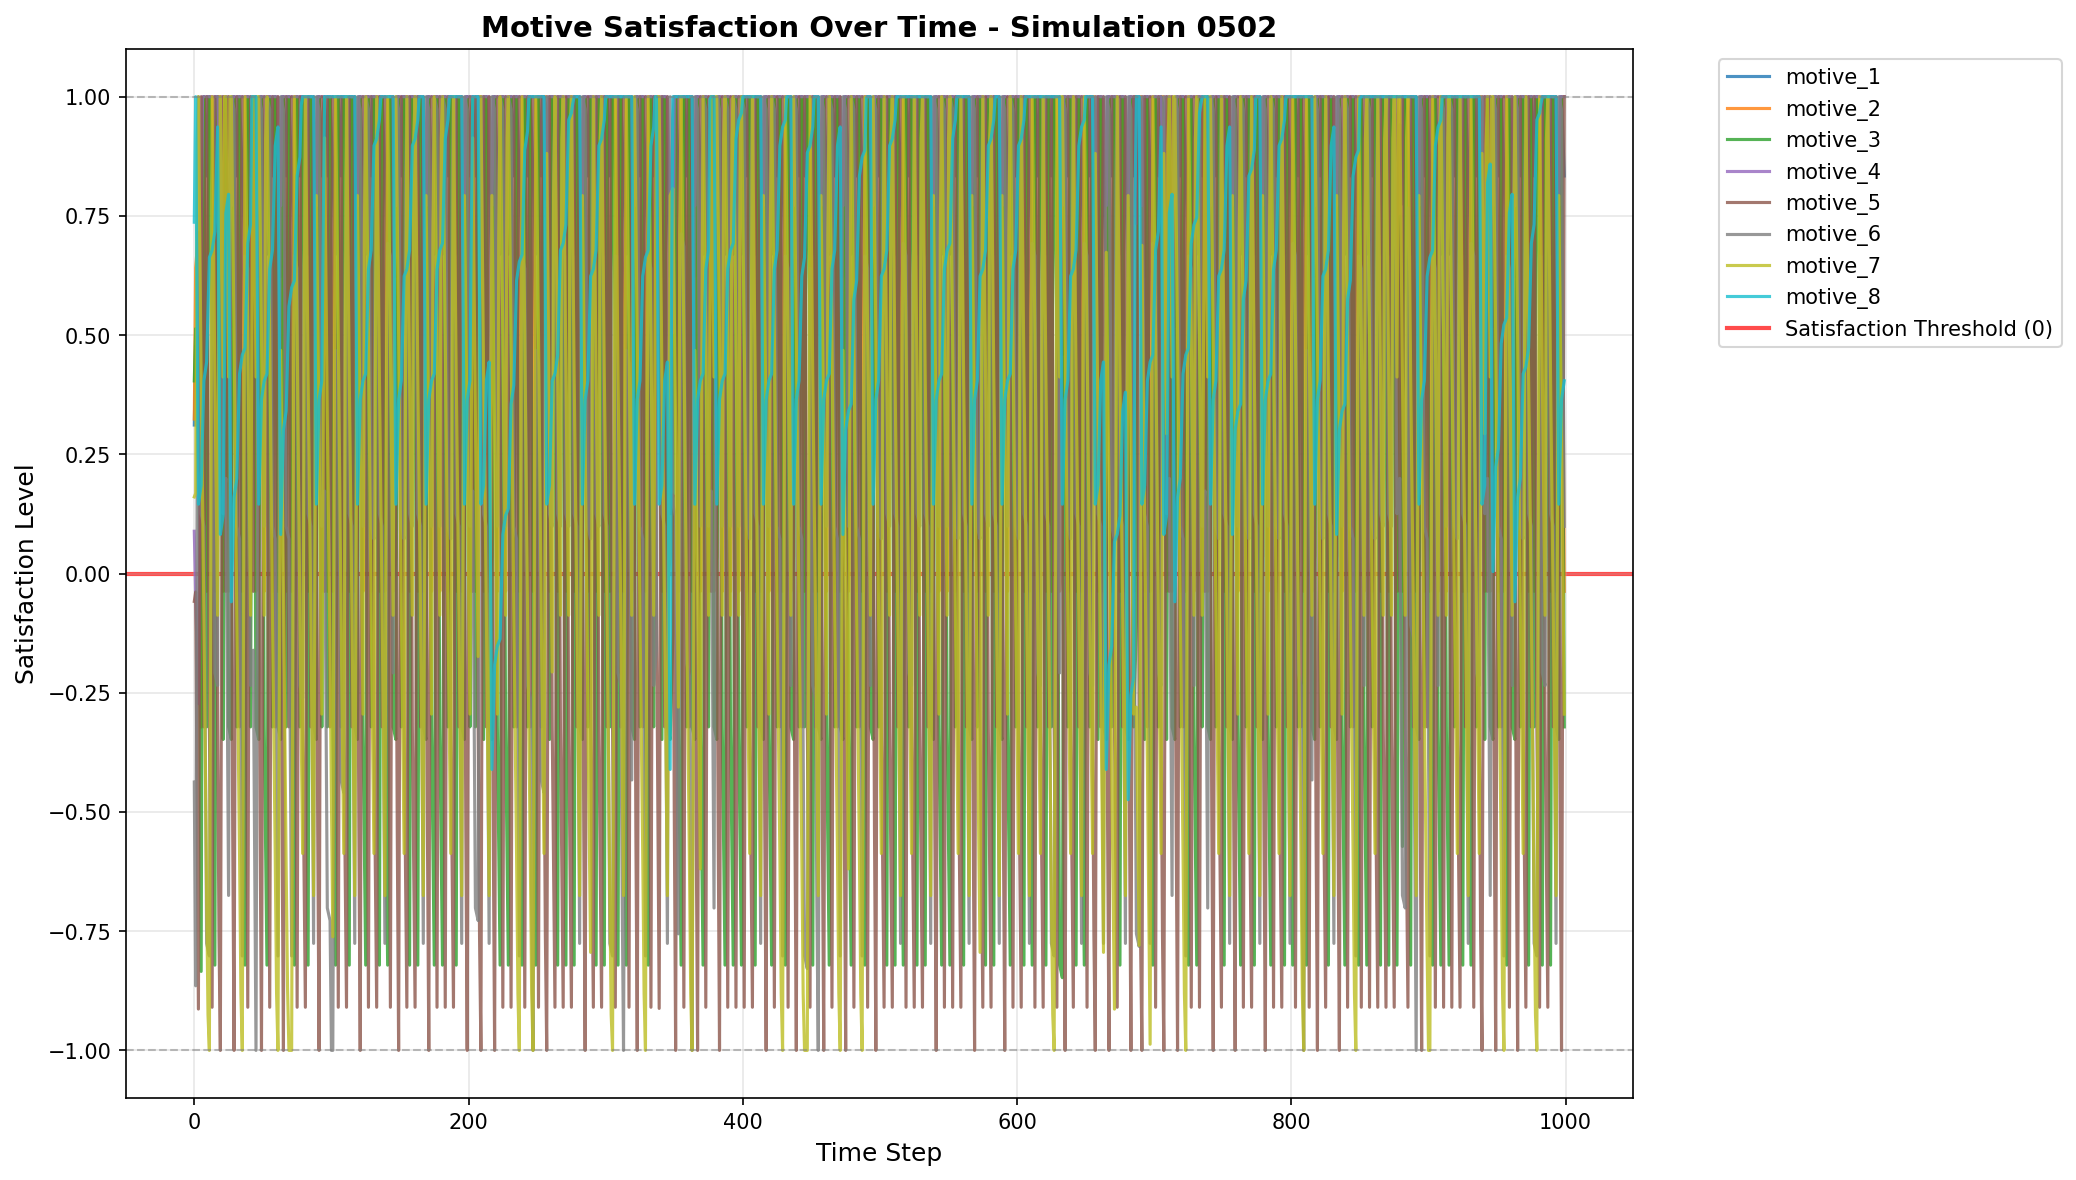 Motive Satisfaction Over Time - Simulation 0502
motive_1
motive_2
motive_3
motive_4
motive_5
motive_6
motive_7
motive_8
Satisfaction Threshold (0)
Satisfaction Level
1.00
0.75
0.50
0.25
0.00
−0.25
−0.50
−0.75
−1.00
0 200 400 600 800 1000
Time Step